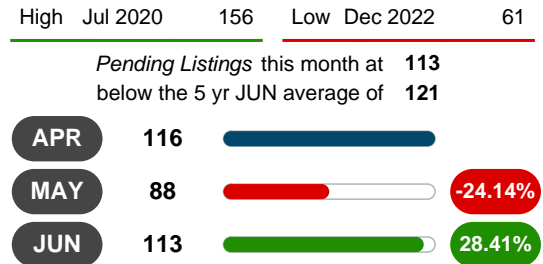 High Jul 2020 156 Low Dec 2022 61
Pending Listings this month at 113
below the 5 yr JUN average of 121
APR 116
MAY 88 -24.14%
JUN 113 28.41%